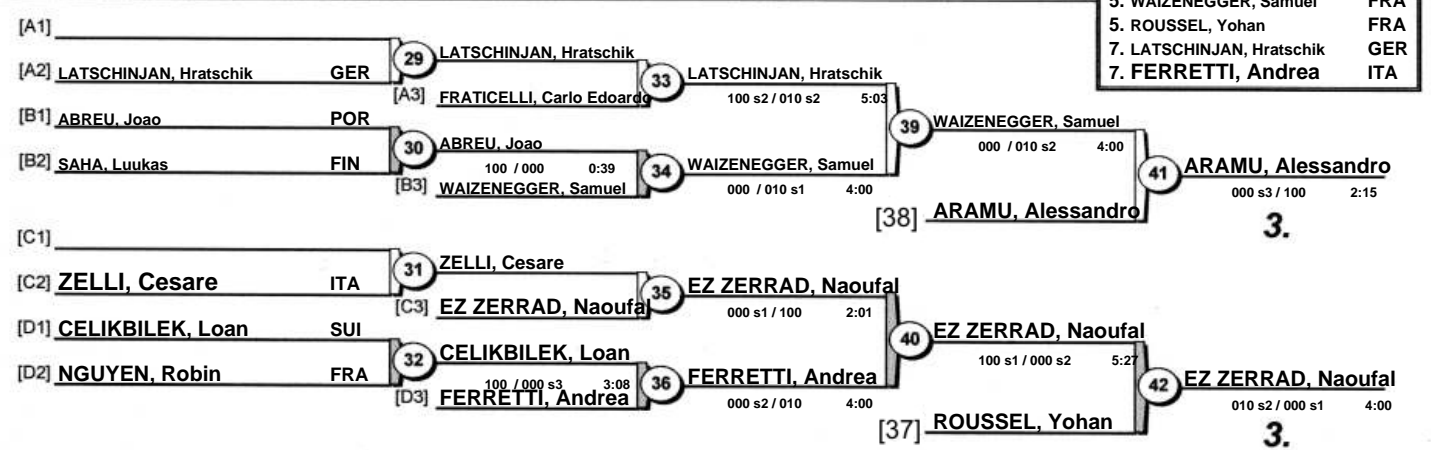 5. WAIZENEGGER, Samuel FRA
5. ROUSSEL, Yohan FRA
7. LATSCHINJAN, Hratschik GER
7. FERRETTI, Andrea ITA
[A1]
[A2] LATSCHINJAN, Hratschik GER
29
LATSCHINJAN, Hratschik
[A3] FRATICELLI, Carlo Edoardo
33
LATSCHINJAN, Hratschik
100 s2 / 010 s2 5:03
[B1] ABREU, Joao POR
[B2] SAHA, Luukas FIN
30
ABREU, Joao
100 / 000 0:39
[B3] WAIZENEGGER, Samuel
34
WAIZENEGGER, Samuel
000 / 010 s1 4:00
39
WAIZENEGGER, Samuel
000 / 010 s2 4:00
[38] ARAMU, Alessandro
41
ARAMU, Alessandro
000 s3 / 100 2:15
3.
[C1]
[C2] ZELLI, Cesare ITA
31
ZELLI, Cesare
[C3] EZ ZERRAD, Naoufal
35
EZ ZERRAD, Naoufal
000 s1 / 100 2:01
[D1] CELIKBILEK, Loan SUI
[D2] NGUYEN, Robin FRA
32
CELIKBILEK, Loan
100 / 000 s3 3:08
[D3] FERRETTI, Andrea
36
FERRETTI, Andrea
000 s2 / 010 4:00
40
EZ ZERRAD, Naoufal
100 s1 / 000 s2 5:27
[37] ROUSSEL, Yohan
42
EZ ZERRAD, Naoufal
010 s2 / 000 s1 4:00
3.